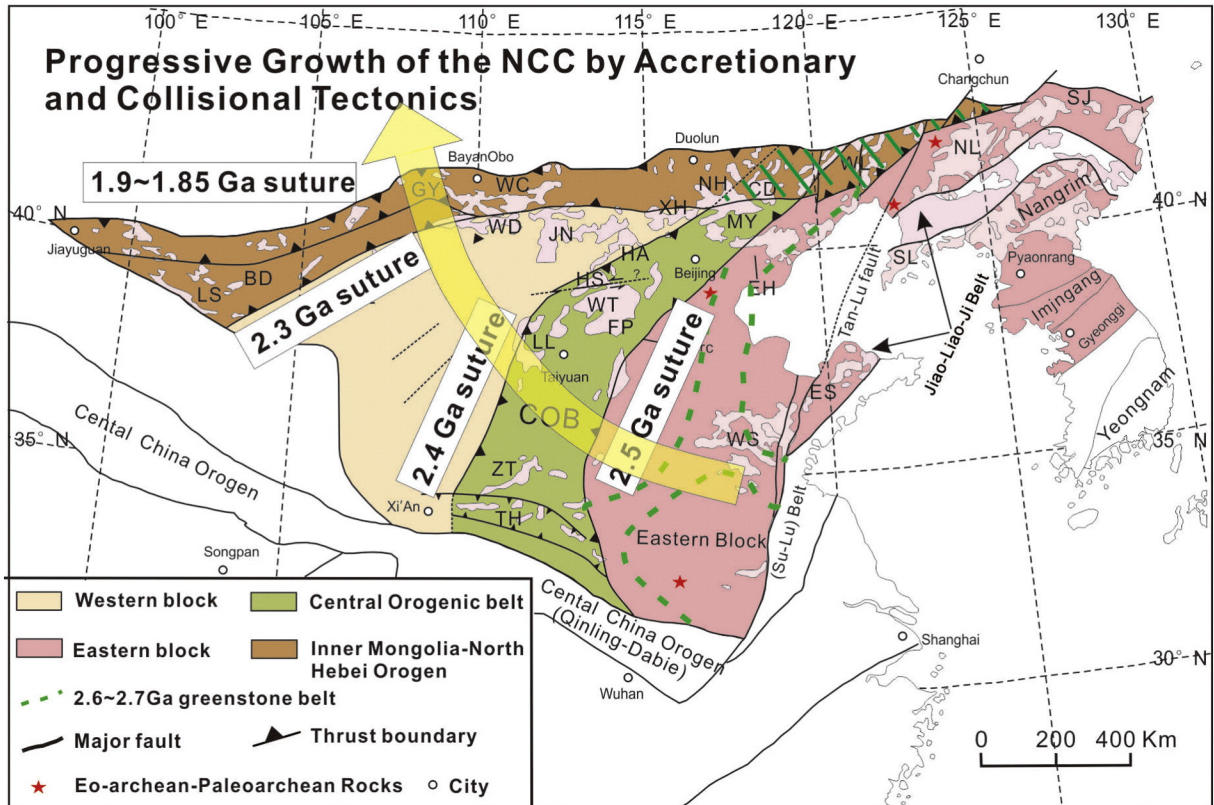 100° E
105° E
110° E
115° E
120° E
125° E
130° E
Progressive Growth of the NCC by Accretionary
and Collisional Tectonics
Changchun
SJ
Duolun
BayanObo
1.9~1.85 Ga suture
GY
WC
NH
CD
WL
NL
40° N
40° N
Jiayuguan
WD
JN
XH
MY
Nangrim
BD
LS
HA
HS
?
Beijing
EH
SL
Pyaonrang
2.3 Ga suture
WT
FP
Tan-Lu fault
Imjingang
Gyeonggi
LL
Taiyuan
2.4 Ga suture
2.5 Ga suture
rc
Jiao-Liao-Ji Belt
ES
COB
WS
Yeongnam
35° N
35° N
Cental China Orogen
ZT
Xi'An
TH
Eastern Block
(Su-Lu) Belt
Songpan
Cental China Orogen
(Qinling-Dabie)
Shanghai
Wuhan
30° N
Western block
Central Orogenic belt
Eastern block
Inner Mongolia-North
Hebei Orogen
2.6~2.7Ga greenstone belt
Major fault
Thrust boundary
Eo-archean-Paleoarchean Rocks
City
0 200 400 Km